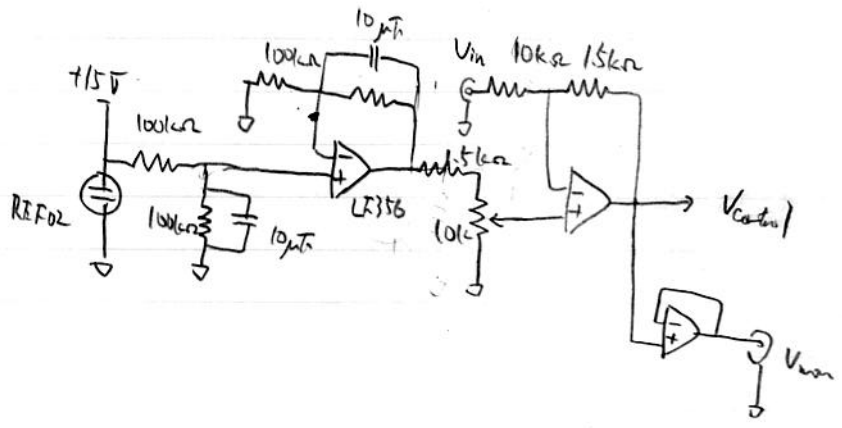 10μF
100kΩ
Vin 10kΩ 15kΩ
+15V
100kΩ
-
+
LF356
.5kΩ
REF02
100kΩ
10μF
10k
-
+
Vcontrol
-
+
Vmon